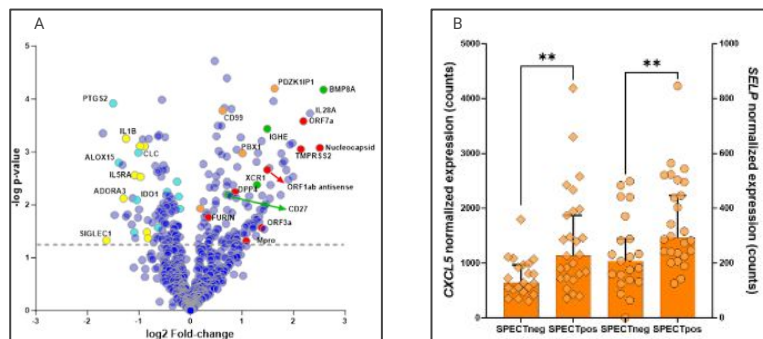 A
5
4
3
2
1
0
-3
-2
-1
0
1
2
3
-log p-value
log2 Fold-change
PTGS2
IL1B
CLC
ALOX15
IL5RA
ADORA3
IDO1
SIGLEC1
PDZK1IP1
BMP8A
CD99
IL28A
ORF7a
IGHE
PBX1
Nucleocapsid
TMPRSS2
XCR1
DPP4
ORF1ab antisense
CD27
FURIN
ORF3a
Mpro
B
CXCL5 normalized expression (counts)
5000
4000
3000
2000
1000
0
**
**
1000
800
600
400
200
0
SELP normalized expression (counts)
SPECTneg SPECTpos SPECTneg SPECTpos